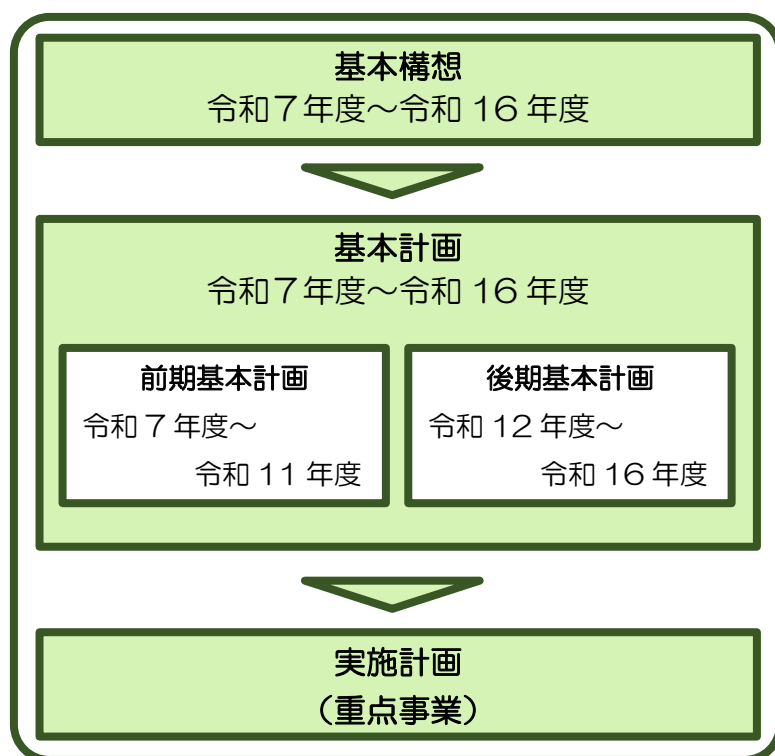 基本構想
令和7年度～令和 16 年度
基本計画
令和7年度～令和 16 年度
前期基本計画
令和 7 年度～
令和 11 年度
後期基本計画
令和 12 年度～
令和 16 年度
実施計画
（重点事業）